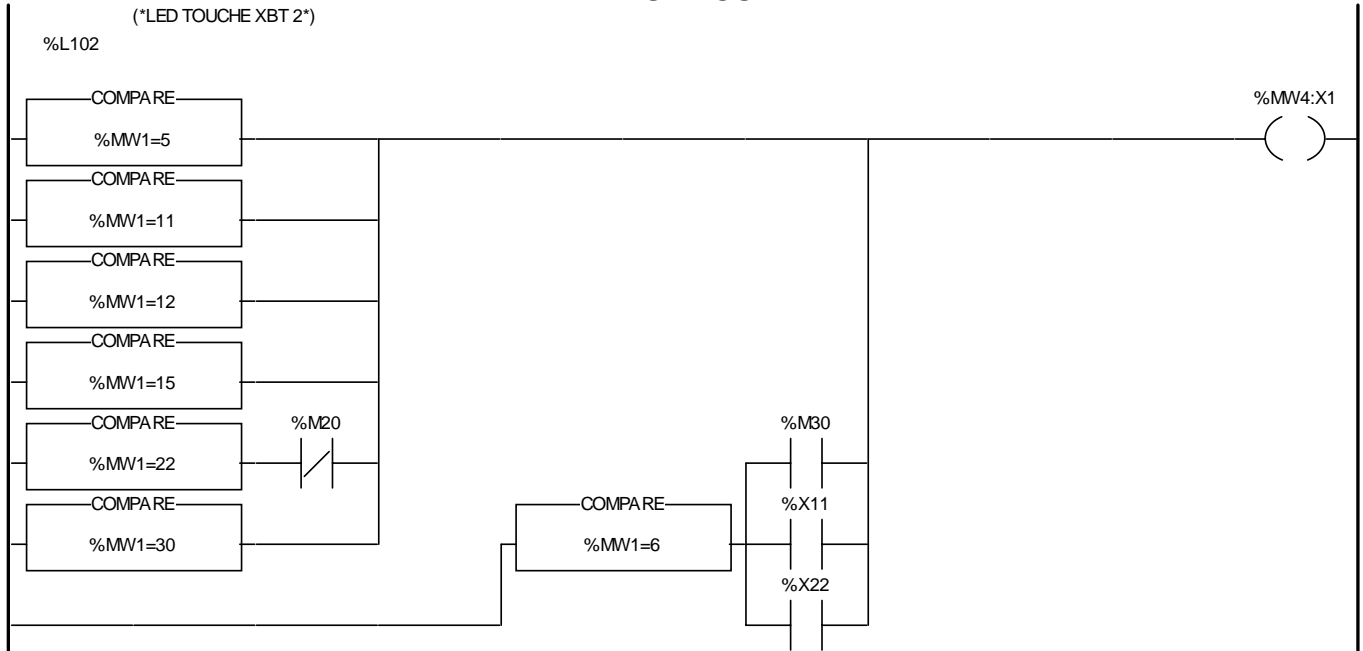 (*LED TOUCHE XBT 2*)
%L102
COMPARE
%MW4:X1
%MW1=5
COMPARE
%MW1=11
COMPARE
%MW1=12
COMPARE
%MW1=15
COMPARE
%M20
%M30
%MW1=22
COMPARE
COMPARE
%X11
%MW1=30
%MW1=6
%X22